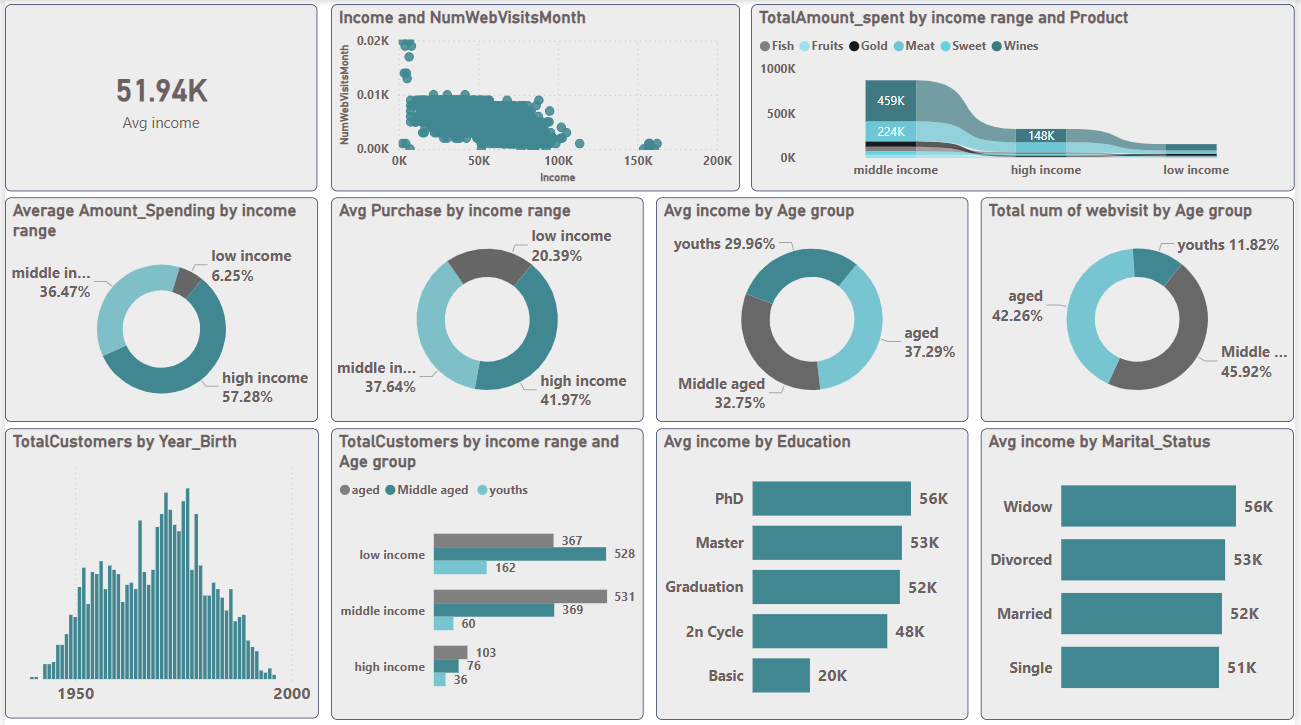 51.94K
Avg income
Income and NumWebVisitsMonth
NumWebVisitsMonth
0.02K
0.01K
0.00K
0K 50K 100K 150K 200K
Income
TotalAmount_spent by income range and Product
Fish Fruits Gold Meat Sweet Wines
1000K
500K
0K
459K
224K
148K
middle income high income low income
Average Amount_Spending by income
range
low income
6.25%
middle in...
36.47%
high income
57.28%
Avg Purchase by income range
low income
20.39%
middle in...
37.64%
high income
41.97%
Avg income by Age group
youths 29.96%
aged
37.29%
Middle aged
32.75%
Total num of webvisit by Age group
youths 11.82%
aged
42.26%
Middle ...
45.92%
TotalCustomers by Year_Birth
1950 2000
TotalCustomers by income range and
Age group
aged Middle aged youths
low income
367
528
162
middle income
531
369
60
high income
103
76
36
Avg income by Education
PhD 56K
Master 53K
Graduation 52K
2n Cycle 48K
Basic 20K
Avg income by Marital_Status
Widow 56K
Divorced 53K
Married 52K
Single 51K